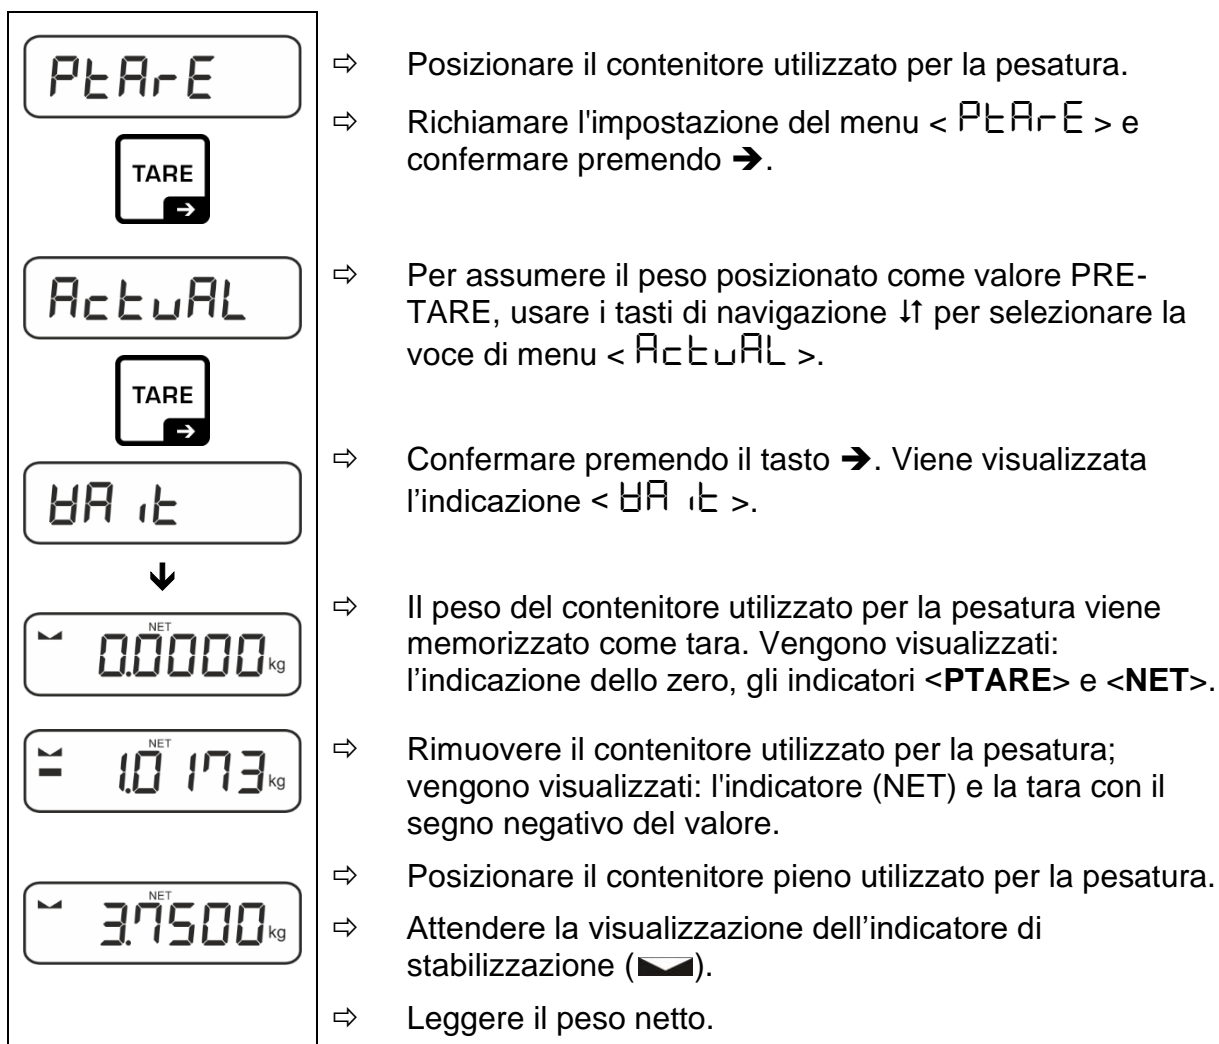 PtArE
⇨ Posizionare il contenitore utilizzato per la pesatura.
⇨ Richiamare l'impostazione del menu < PtArE > e
confermare premendo ➔.
TARE
➔
ActuAL
⇨ Per assumere il peso posizionato come valore PRE-
TARE, usare i tasti di navigazione ↓↑ per selezionare la
voce di menu < ActuAL >.
TARE
➔
⇨ Confermare premendo il tasto ➔. Viene visualizzata
l’indicazione < WAit >.
WAit
⇨ Il peso del contenitore utilizzato per la pesatura viene
memorizzato come tara. Vengono visualizzati:
l’indicazione dello zero, gli indicatori <PTARE> e <NET>.
NET
0.0000 kg
⇨ Rimuovere il contenitore utilizzato per la pesatura;
vengono visualizzati: l'indicatore (NET) e la tara con il
segno negativo del valore.
NET
1.0173 kg
⇨ Posizionare il contenitore pieno utilizzato per la pesatura.
NET
3.7500 kg
⇨ Attendere la visualizzazione dell’indicatore di
stabilizzazione ( ).
⇨ Leggere il peso netto.